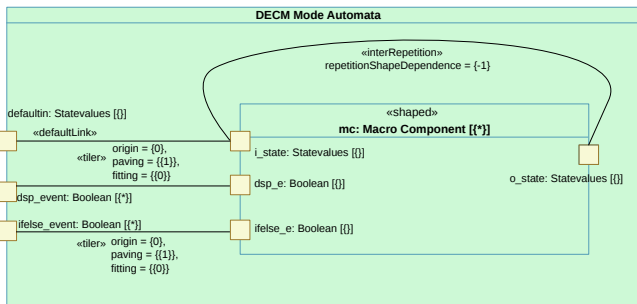 DECM Mode Automata
«interRepetition»
repetitionShapeDependence = {-1}
defaultin: Statevalues [{}]
«defaultLink»
«tiler»
origin = {0},
paving = {{1}},
fitting = {{0}}
«shaped»
mc: Macro Component [{*}]
i_state: Statevalues [{}]
o_state: Statevalues [{}]
dsp_e: Boolean [{}]
dsp_event: Boolean [{*}]
ifelse_event: Boolean [{*}]
ifelse_e: Boolean [{}]
«tiler»
origin = {0},
paving = {{1}},
fitting = {{0}}